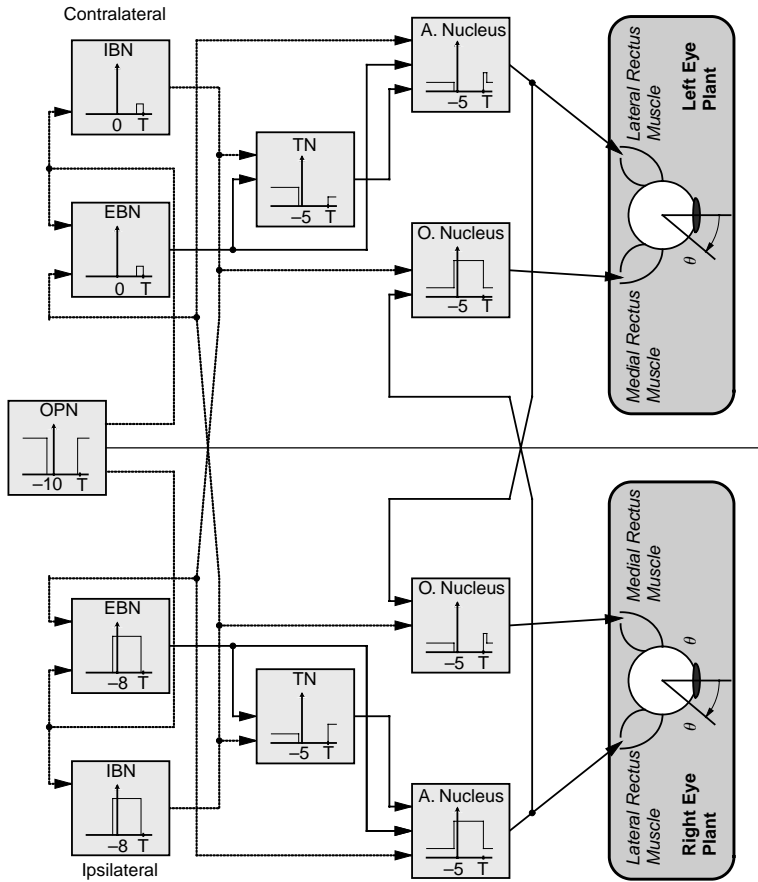 Contralateral
IBN
0 T
EBN
0 T
TN
–5 T
A. Nucleus
–5 T
O. Nucleus
–5 T
Lateral Rectus
Muscle
Left Eye
Plant
θ
Medial Rectus
Muscle
OPN
–10 T
EBN
–8 T
IBN
–8 T
Ipsilateral
TN
–5 T
O. Nucleus
–5 T
A. Nucleus
–5 T
Medial Rectus
Muscle
θ
θ
Lateral Rectus
Muscle
Right Eye
Plant